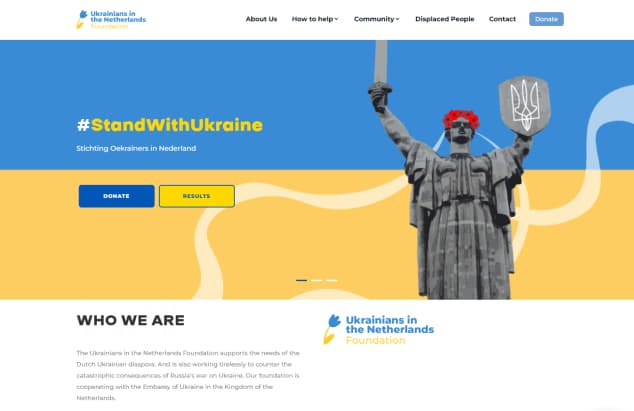 Ukrainians in
the Netherlands
Foundation
About Us How to help Community Displaced People Contact Donate
#StandWithUkraine
Stichting Oekraïners in Nederland
DONATE RESULTS
WHO WE ARE
Ukrainians in
the Netherlands
Foundation
The Ukrainians in the Netherlands Foundation supports the needs of the
Dutch Ukrainian diaspora. And is also working tirelessly to counter the
catastrophic consequences of Russia's war on Ukraine. Our foundation is
cooperating with the Embassy of Ukraine in the Kingdom of the
Netherlands.